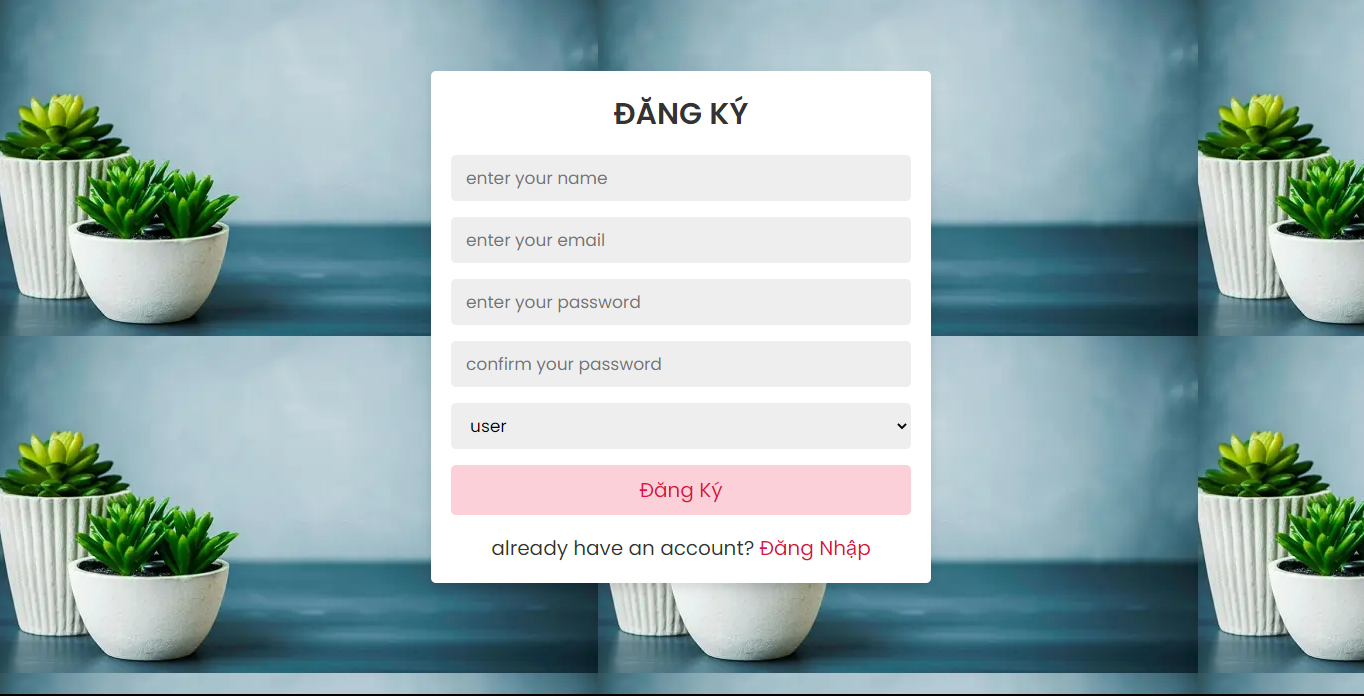 ĐĂNG KÝ
enter your name
enter your email
enter your password
confirm your password
user
Đăng Ký
already have an account? Đăng Nhập